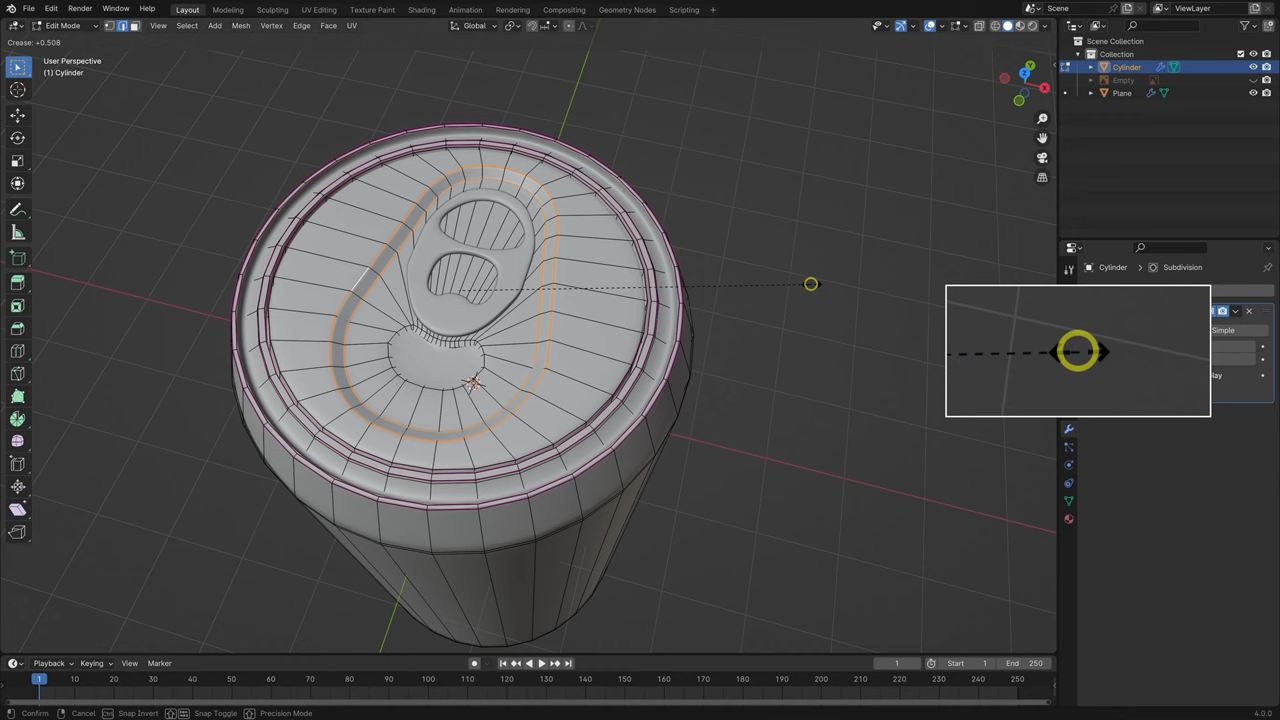 File Edit Render Window Help Layout Modeling Sculpting UV Editing Texture Paint Shading Animation Rendering Compositing Geometry Nodes Scripting Scene ViewLayer
Edit Mode View Select Add Mesh Vertex Edge Face UV Global
Crease: +0.508
User Perspective
(1) Cylinder
Y
Z
X
Scene Collection
Collection
Cylinder
Empty
Plane
Cylinder > Subdivision
Simple
lay
Playback Keying View Marker 1 Start 1 End 250
1 10 20 30 40 50 60 70 80 90 100 110 120 130 140 150 160 170 180 190 200 210 220 230 240 250
Confirm Cancel Snap Invert Snap Toggle Precision Mode 4.0.0